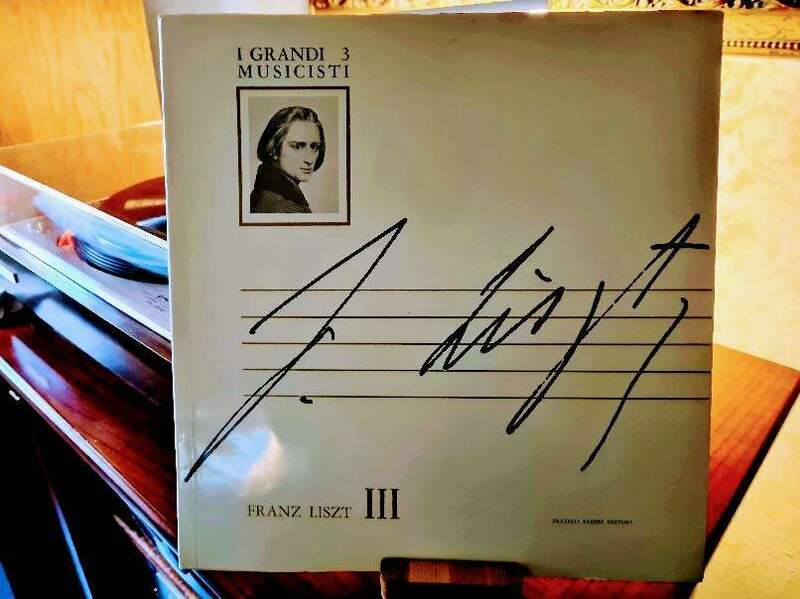 I GRANDI 3
MUSICISTI
F. Liszt
FRANZ LISZT III
FRATELLI FABBRI EDITORI